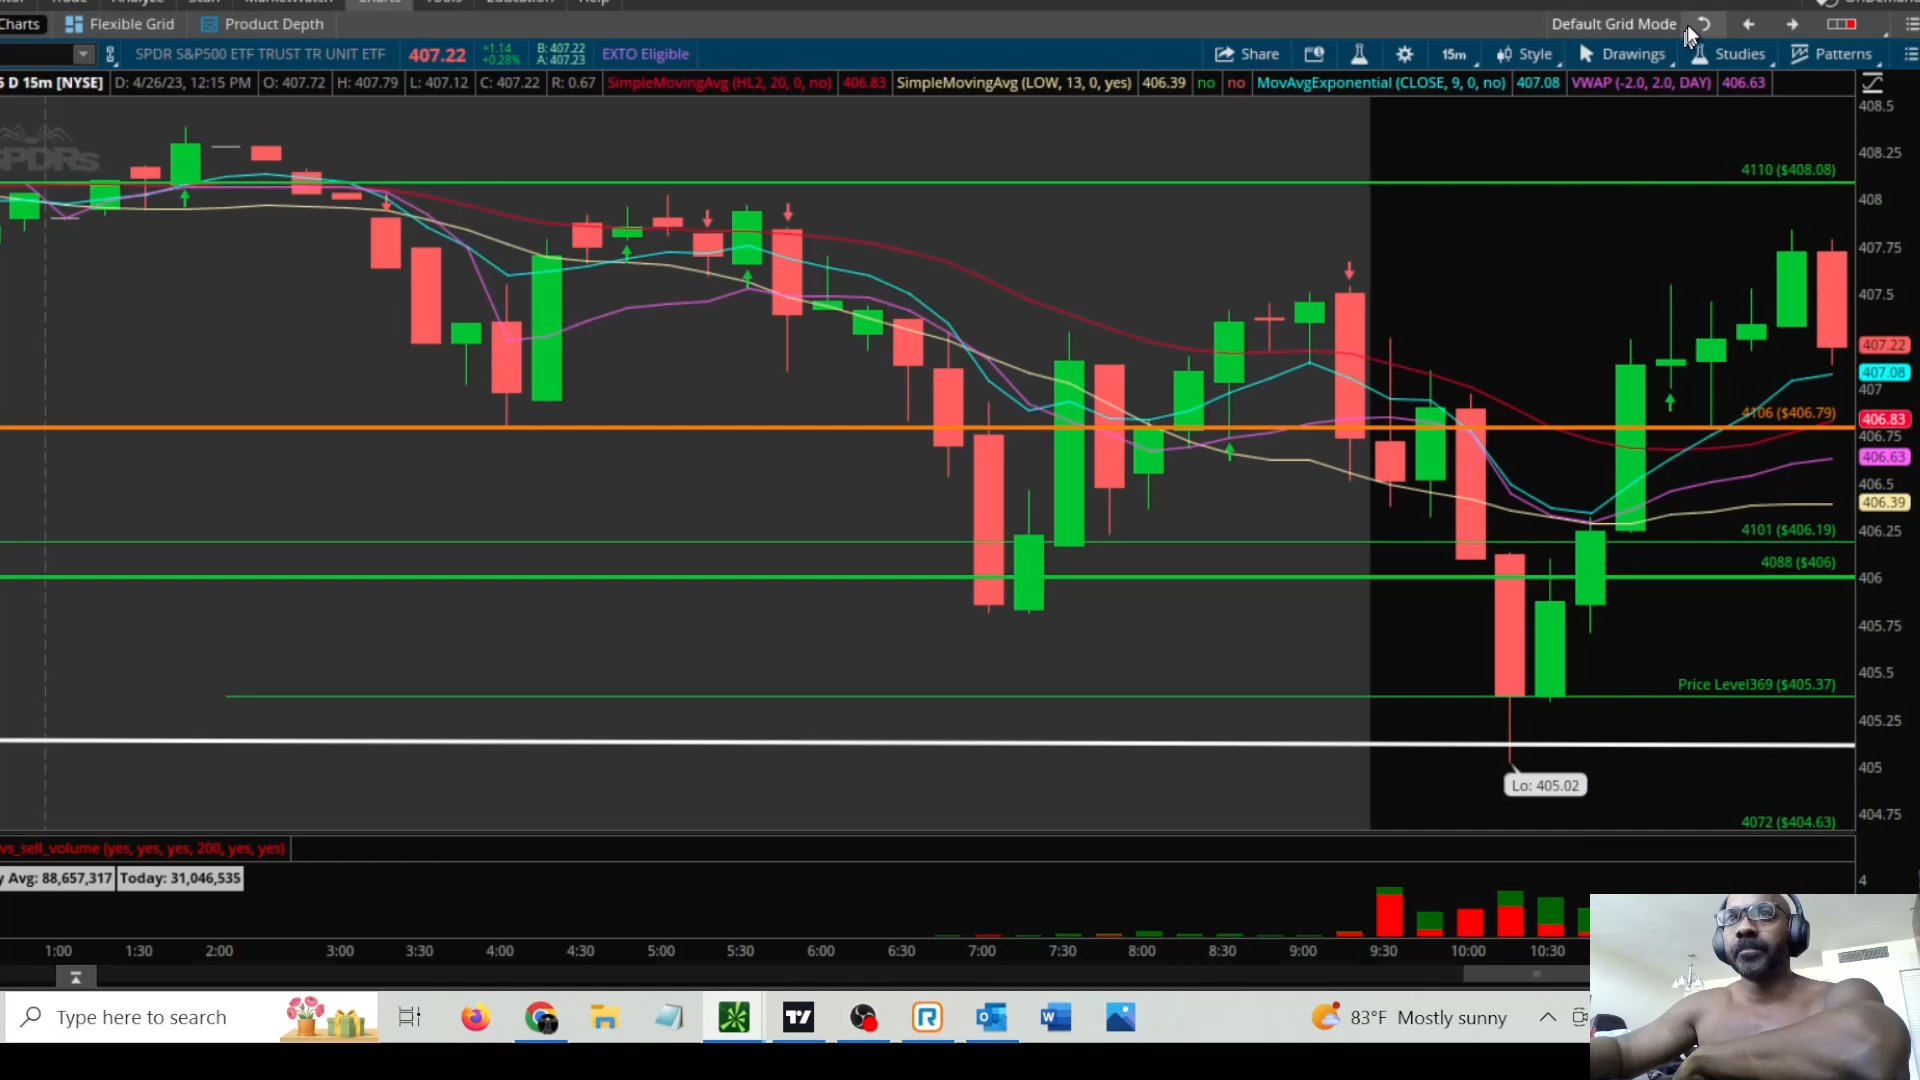 Trade Analyze Scan MarketWatch Charts Tools Education Help OnDemand
Charts Flexible Grid Product Depth Default Grid Mode
SPDR S&P500 ETF TRUST TR UNIT ETF 407.22 +1.14 +0.28% B: 407.22 A: 407.23 EXTO Eligible Share 15m Style Drawings Studies Patterns
D 15m [NYSE] D: 4/26/23, 12:15 PM O: 407.72 H: 407.79 L: 407.12 C: 407.22 R: 0.67 SimpleMovingAvg (HL2, 20, 0, no) 406.83 SimpleMovingAvg (LOW, 13, 0, yes) 406.39 no no MovAvgExponential (CLOSE, 9, 0, no) 407.08 VWAP (-2.0, 2.0, DAY) 406.63
408.5
SPDRs
408.25
4110 ($408.08)
408
407.75
407.5
407.22
407.08
407
4106 ($406.79)
406.83
406.75
406.63
406.5
406.39
4101 ($406.19)
406.25
4088 ($406)
406
405.75
405.5
Price Level369 ($405.37)
405.25
405
Lo: 405.02
404.75
4072 ($404.63)
vs_sell_volume (yes, yes, yes, 200, yes, yes)
Avg: 88,657,317 Today: 31,046,535
4
1:00 1:30 2:00 3:00 3:30 4:00 4:30 5:00 5:30 6:00 6:30 7:00 7:30 8:00 8:30 9:00 9:30 10:00 10:30
Type here to search
83°F Mostly sunny